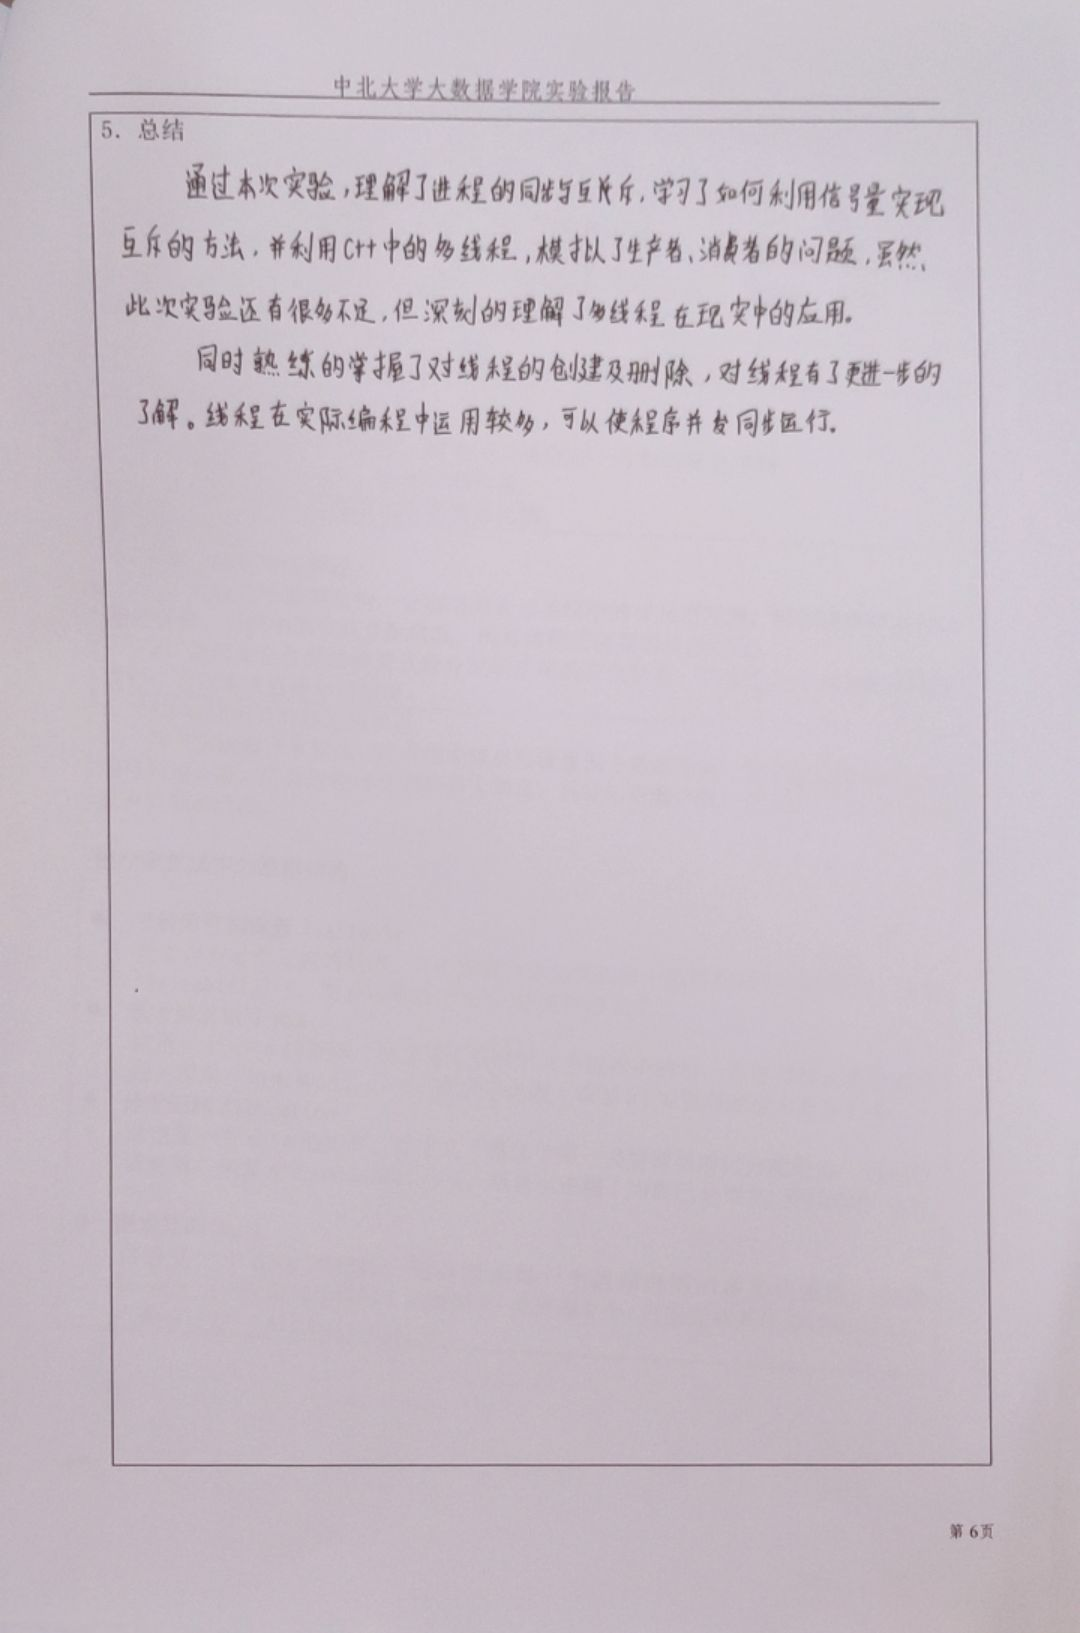 中北大学大数据学院实验报告
5. 总结
通过本次实验,理解了进程的同步与互斥,学习了如何利用信号量实现
互斥的方法,并利用C++中的多线程,模拟了生产者、消费者的问题,虽然
此次实验还有很多不足,但深刻的理解了多线程在现实中的应用。
同时熟练的掌握了对线程的创建及删除,对线程有了更进一步的
了解。线程在实际编程中运用较多,可以使程序并发同步运行。
第 6页